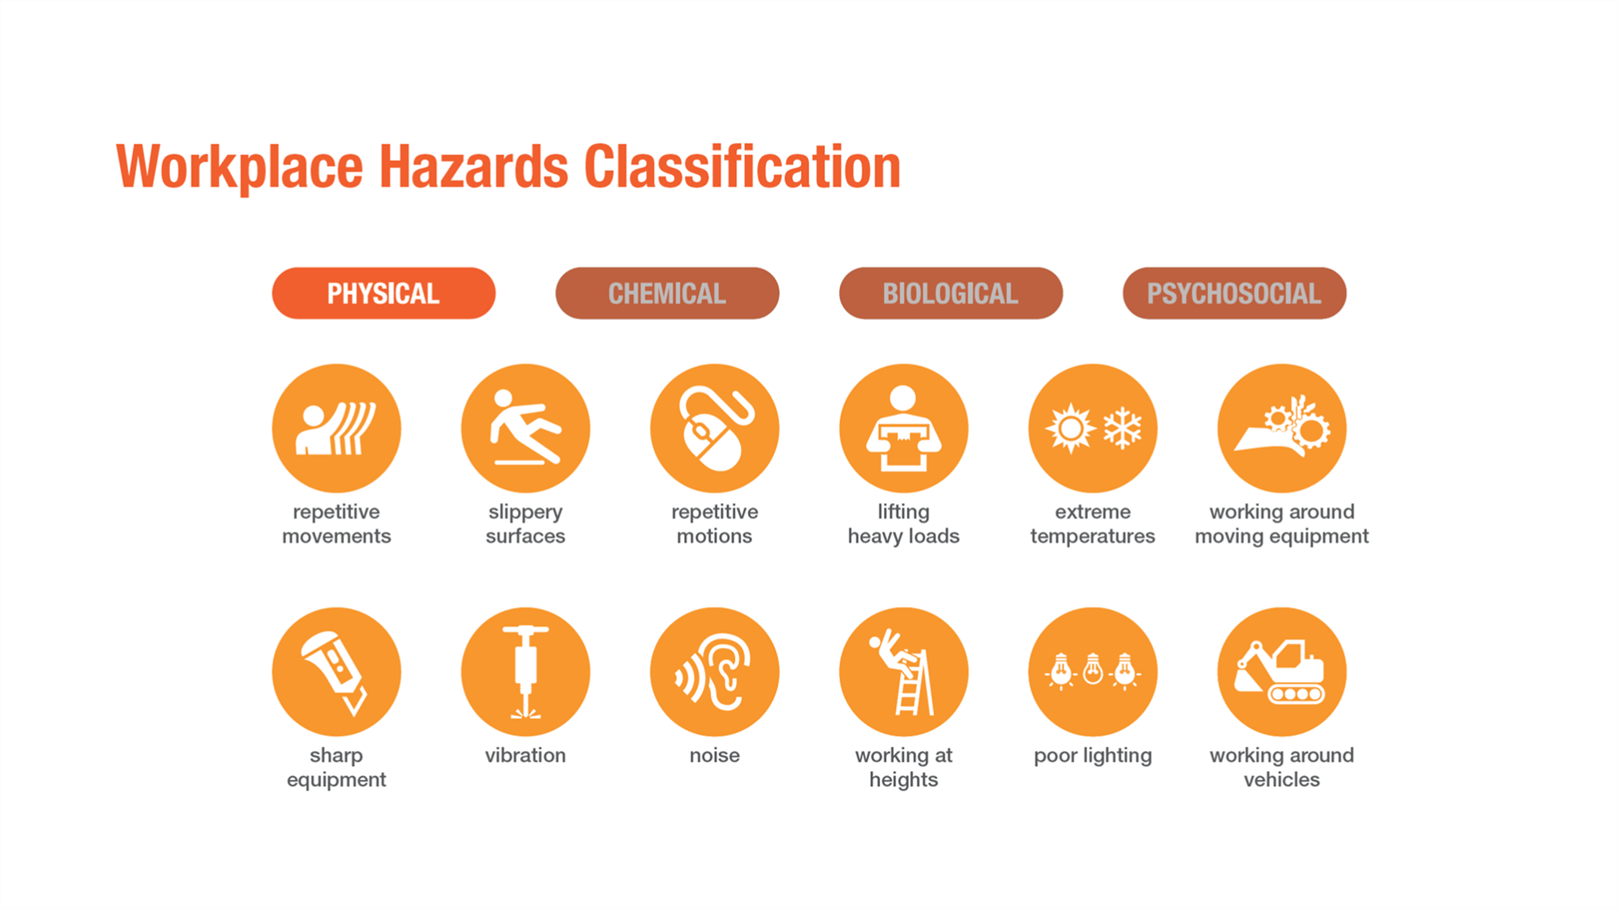 Workplace Hazards Classification
PHYSICAL
CHEMICAL
BIOLOGICAL
PSYCHOSOCIAL
repetitive
movements
slippery
surfaces
repetitive
motions
lifting
heavy loads
extreme
temperatures
working around
moving equipment
sharp
equipment
vibration
noise
working at
heights
poor lighting
working around
vehicles